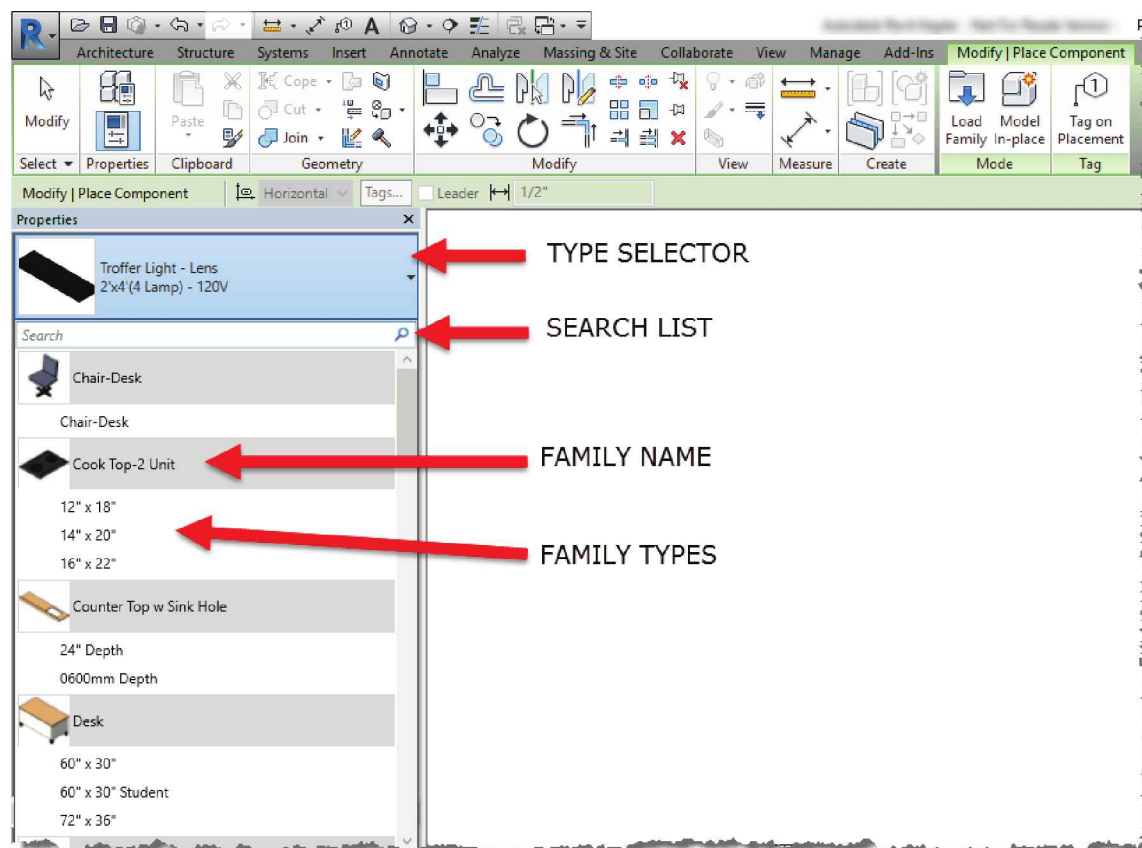 R
A
Architecture Structure Systems Insert Annotate Analyze Massing & Site Collaborate View Manage Add-Ins Modify | Place Component
Modify
Paste
Cope
Cut
Join
1
Load Family
Model In-place
Tag on Placement
Select Properties Clipboard Geometry Modify View Measure Create Mode Tag
Modify | Place Component Horizontal Tags... Leader 1/2"
Properties
Troffer Light - Lens
2'x4'(4 Lamp) - 120V
TYPE SELECTOR
Search
SEARCH LIST
Chair-Desk
Chair-Desk
Cook Top-2 Unit
FAMILY NAME
12" x 18"
14" x 20"
16" x 22"
FAMILY TYPES
Counter Top w Sink Hole
24" Depth
0600mm Depth
Desk
60" x 30"
60" x 30" Student
72" x 36"